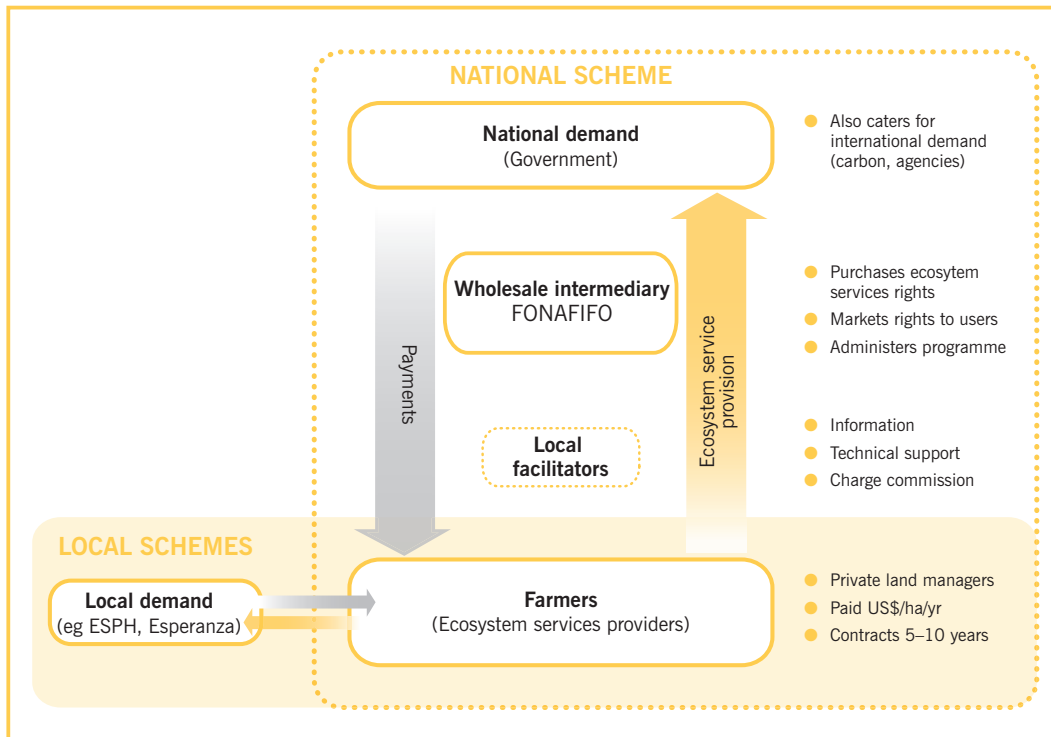 NATIONAL SCHEME
National demand
(Government)
Also caters for
international demand
(carbon, agencies)
Payments
Wholesale intermediary
FONAFIFO
Ecosystem service
provision
Purchases ecosytem
services rights
Markets rights to users
Administers programme
Local
facilitators
Information
Technical support
Charge commission
LOCAL SCHEMES
Local demand
(eg ESPH, Esperanza)
Farmers
(Ecosystem services providers)
Private land managers
Paid US$/ha/yr
Contracts 5–10 years